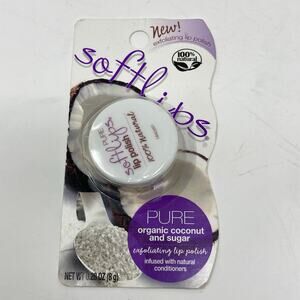 New!
exfoliating lip polish
softlips®
100%
natural
PURE
softlips
lip polish
100% natural
PURE
organic coconut
and sugar
exfoliating lip polish
infused with natural
conditioners
NET WT 0.28 OZ (8 g)